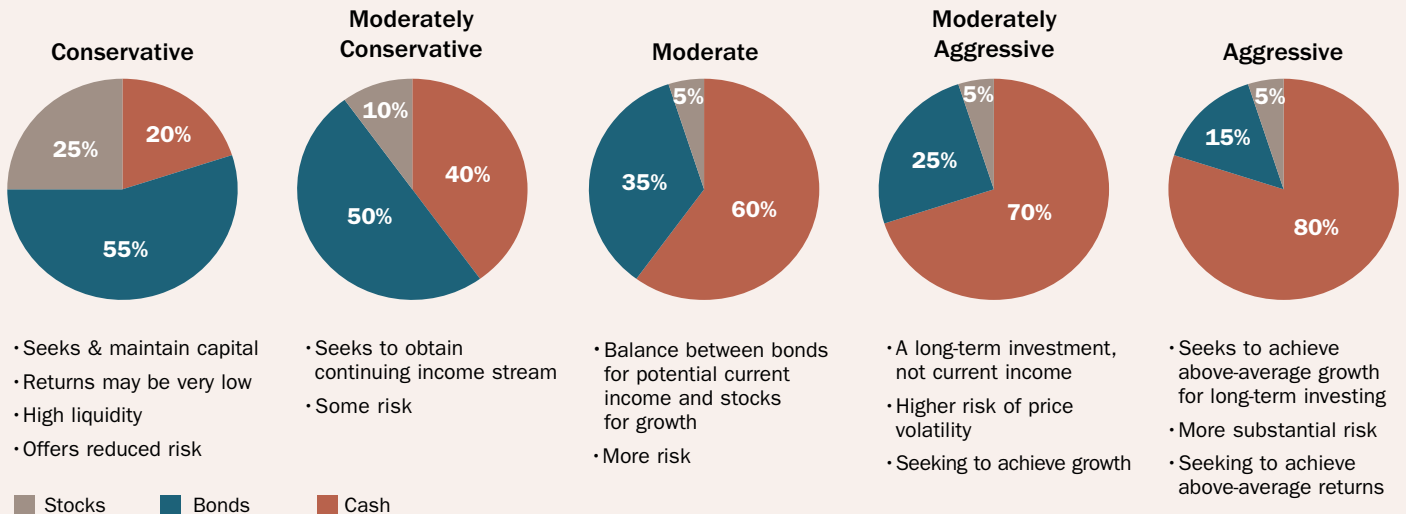 Conservative
25%
20%
55%
• Seeks & maintain capital
• Returns may be very low
• High liquidity
• Offers reduced risk
Moderately
Conservative
10%
40%
50%
• Seeks to obtain
continuing income stream
• Some risk
Moderate
5%
35%
60%
• Balance between bonds
for potential current
income and stocks
for growth
• More risk
Moderately
Aggressive
5%
25%
70%
• A long-term investment,
not current income
• Higher risk of price
volatility
• Seeking to achieve growth
Aggressive
5%
15%
80%
• Seeks to achieve
above-average growth
for long-term investing
• More substantial risk
• Seeking to achieve
above-average returns
Stocks
Bonds
Cash